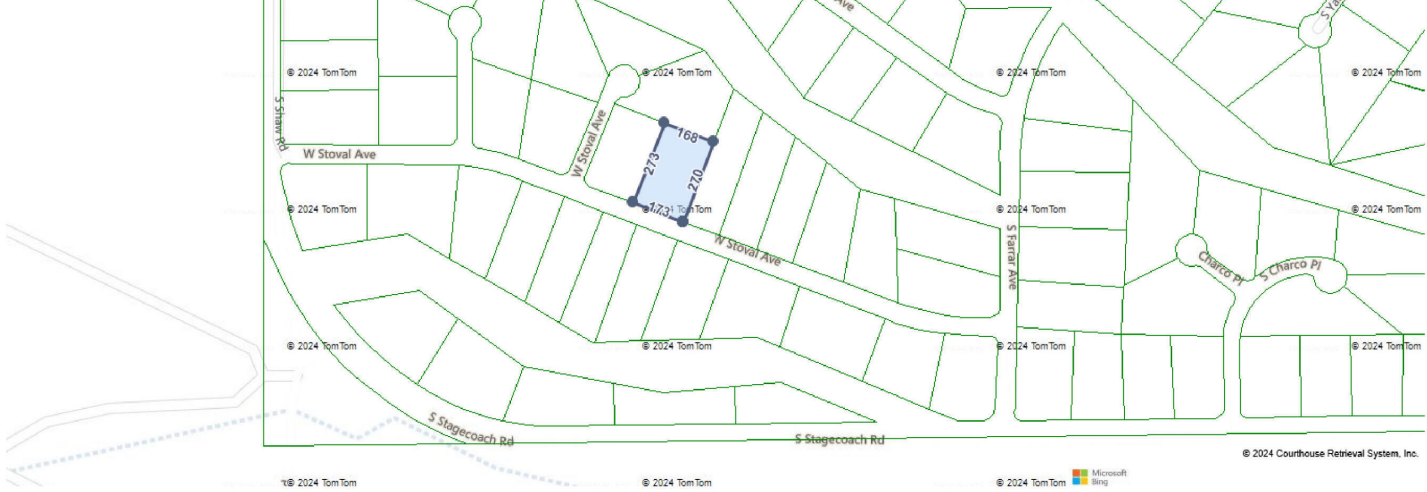 Ave
S Ya
© 2024 TomTom
© 2024 TomTom
© 2024 TomTom
© 2024 TomTom
S Shaw Rd
W Stoval Ave
W Stoval Ave
168
273
270
173
© 2024 TomTom
© 2024 TomTom
© 2024 TomTom
© 2024 TomTom
W Stoval Ave
S Farrar Ave
Charco Pl
S Charco Pl
© 2024 TomTom
© 2024 TomTom
© 2024 TomTom
© 2024 TomTom
S Stagecoach Rd
S Stagecoach Rd
© 2024 Courthouse Retrieval System, Inc.
© 2024 TomTom
© 2024 TomTom
© 2024 TomTom
Microsoft
Bing